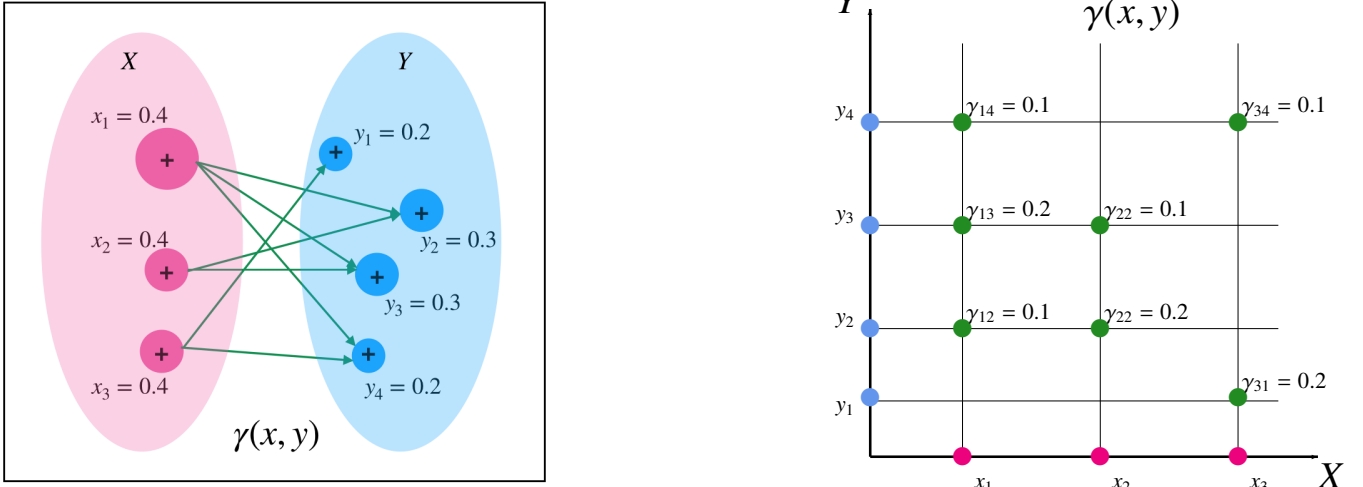 X
Y
x₁ = 0.4
+
+
y₁ = 0.2
x₂ = 0.4
+
+
y₂ = 0.3
+
y₃ = 0.3
+
+
x₃ = 0.4
y₄ = 0.2
γ(x, y)
Y
γ(x, y)
y₄
γ₁₄ = 0.1
γ₃₄ = 0.1
y₃
γ₁₃ = 0.2
γ₂₂ = 0.1
y₂
γ₁₂ = 0.1
γ₂₂ = 0.2
y₁
γ₃₁ = 0.2
X
x₁
x₂
x₃